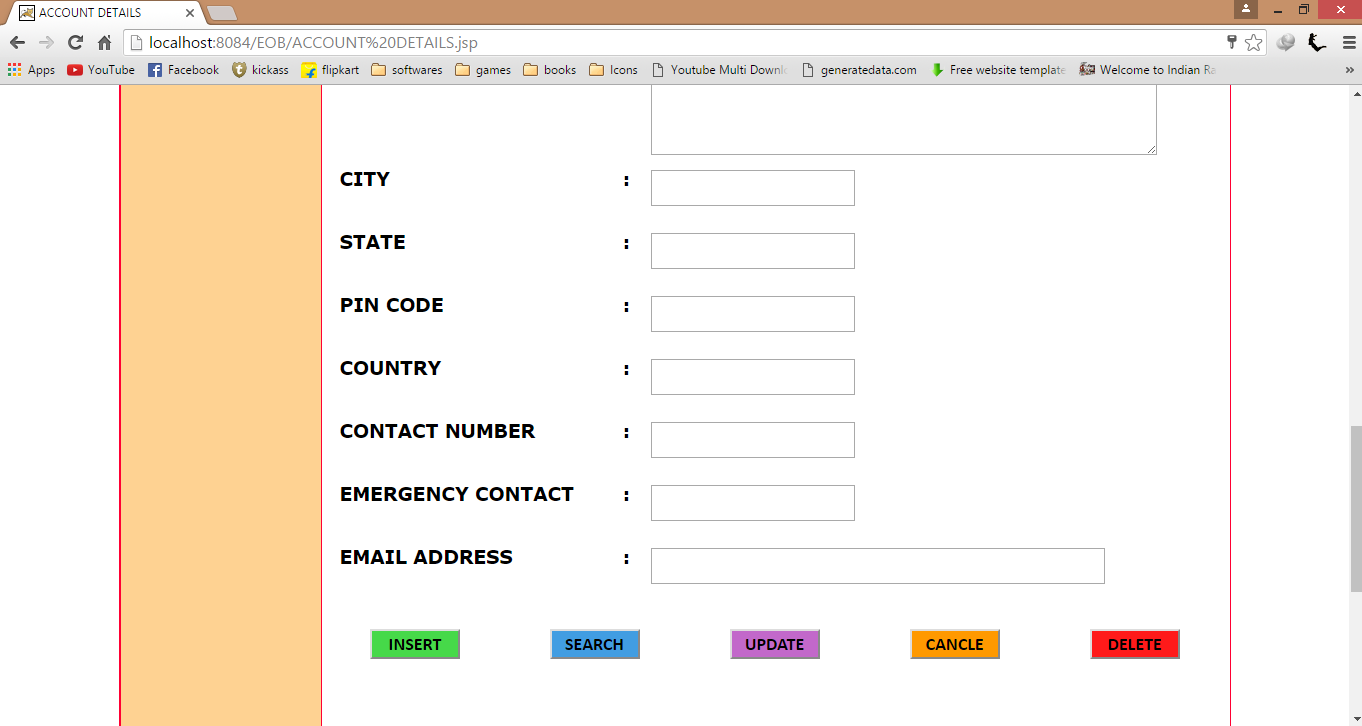 ACCOUNT DETAILS
localhost:8084/EOB/ACCOUNT%20DETAILS.jsp
Apps YouTube Facebook kickass flipkart softwares games books Icons Youtube Multi Downl generatedata.com Free website template Welcome to Indian Ra »
CITY :
STATE :
PIN CODE :
COUNTRY :
CONTACT NUMBER :
EMERGENCY CONTACT :
EMAIL ADDRESS :
INSERT SEARCH UPDATE CANCLE DELETE